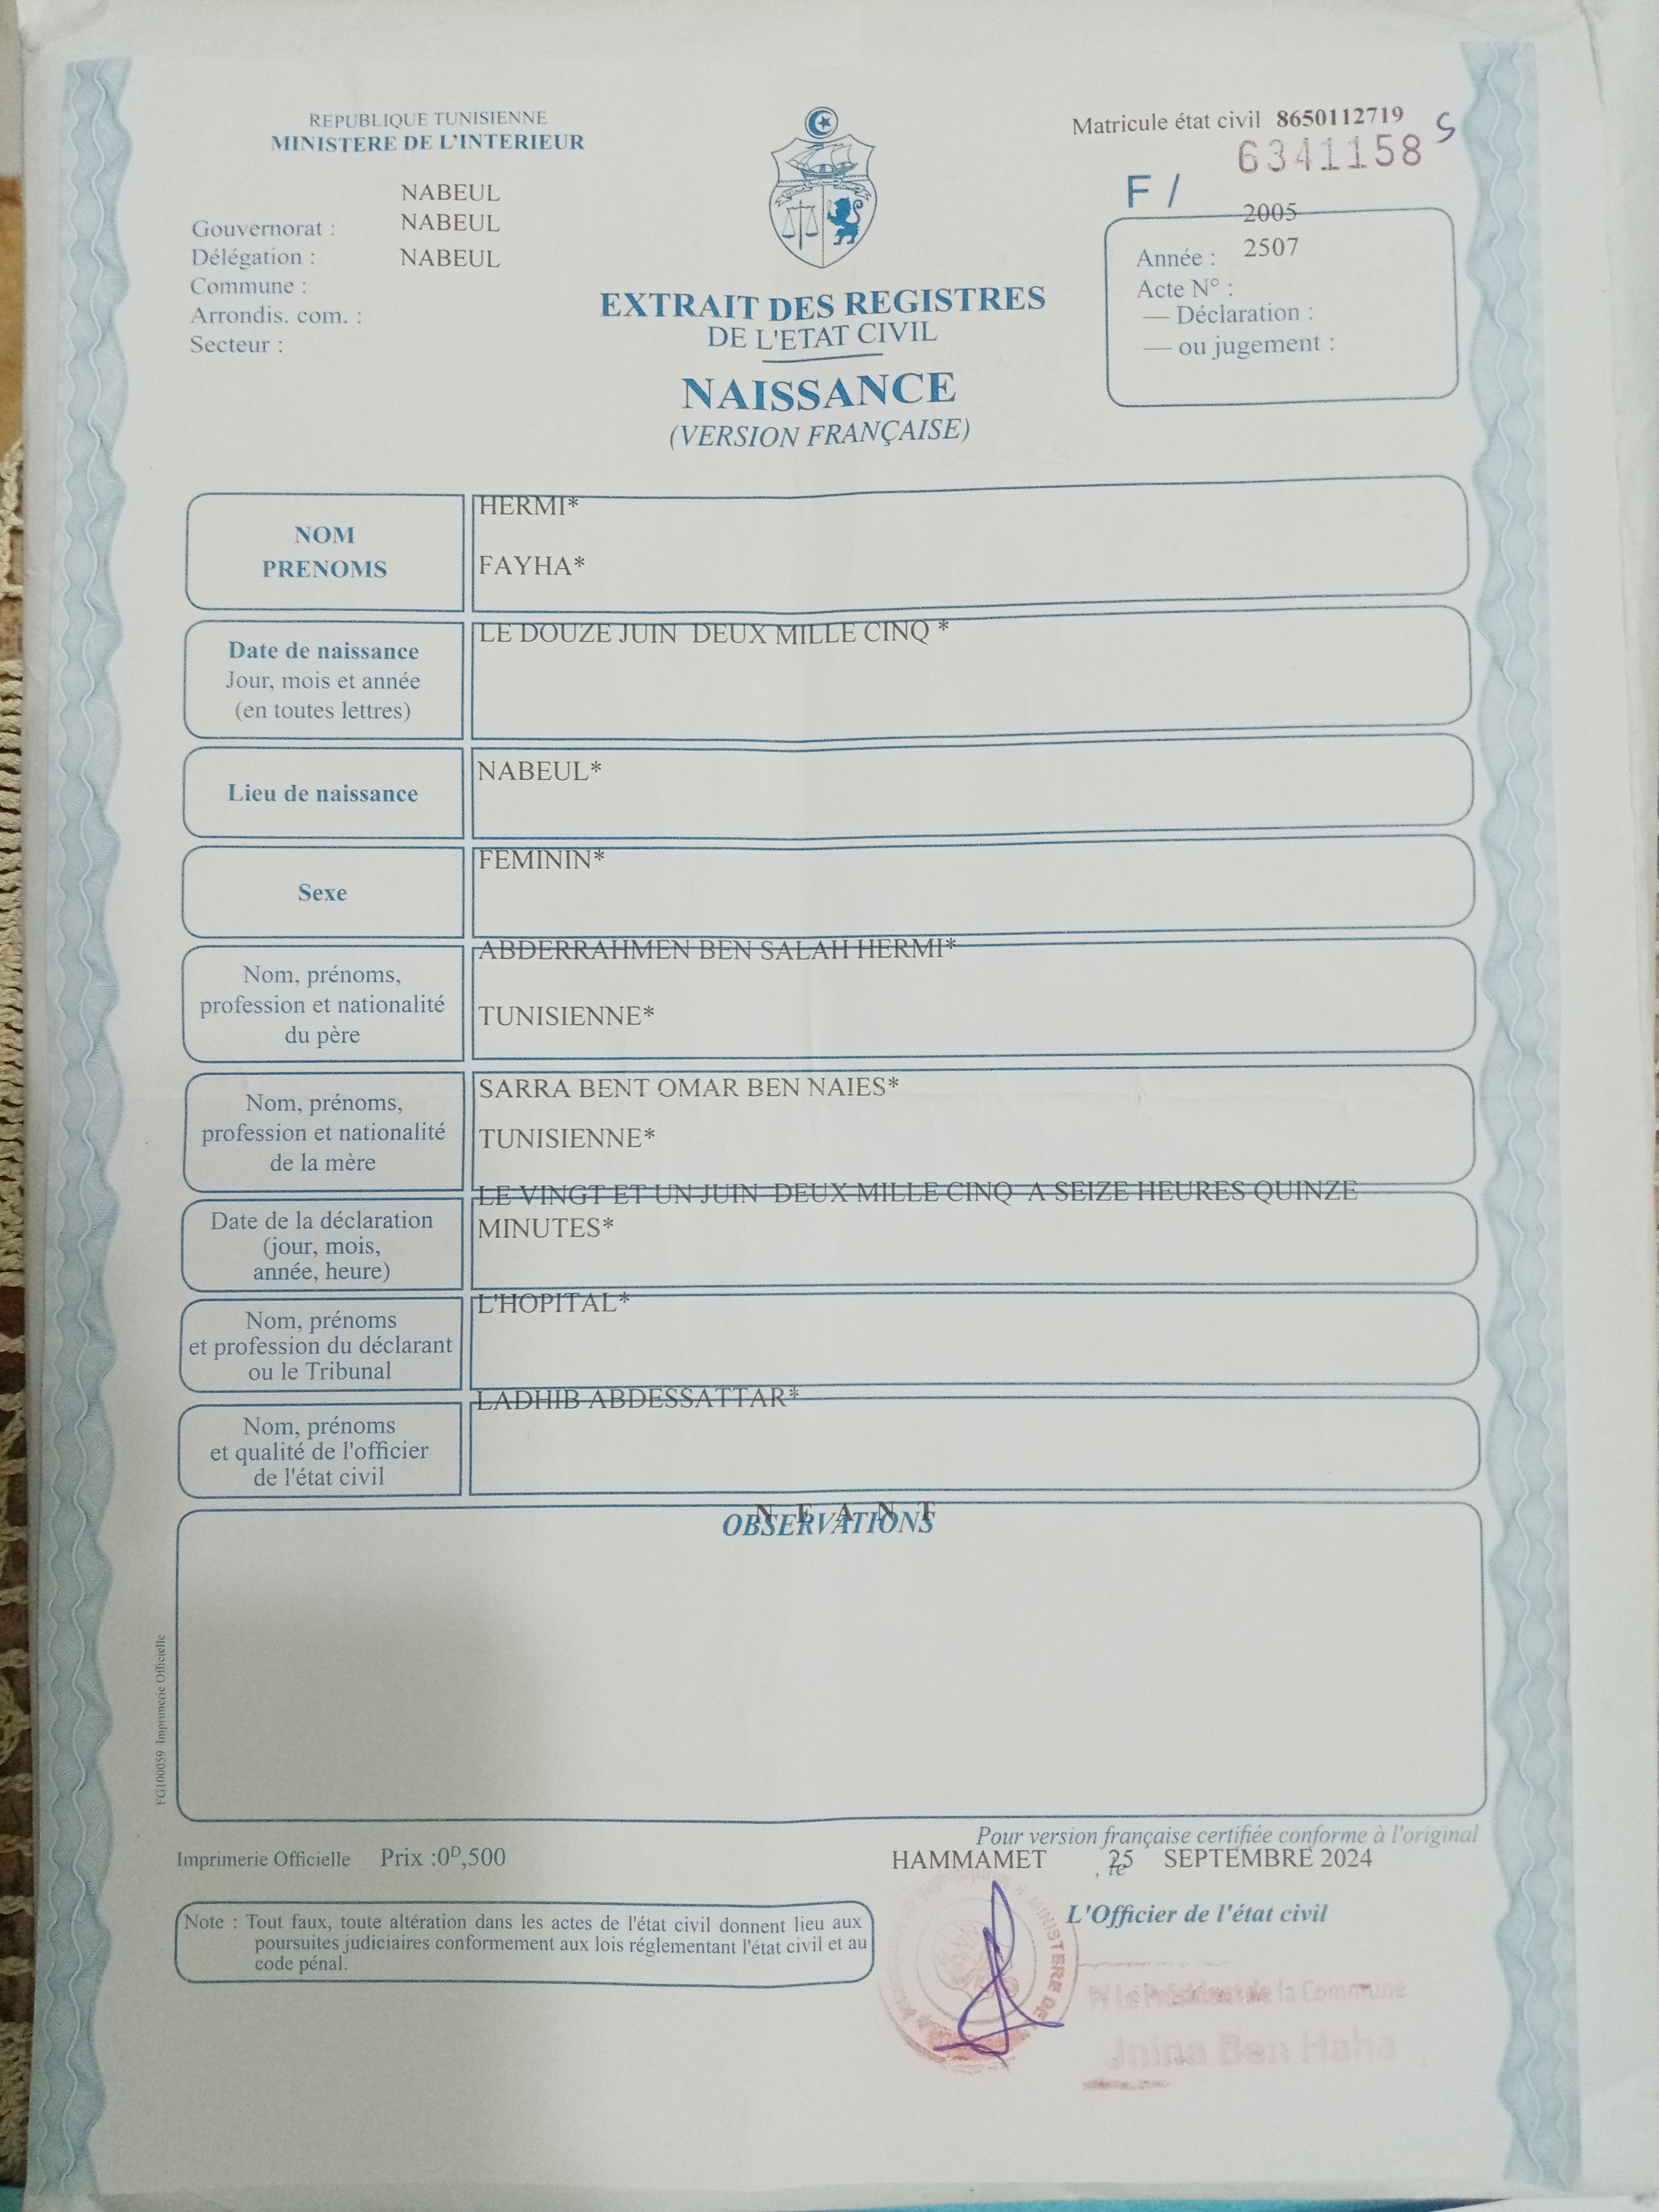 REPUBLIQUE TUNISIENNE
MINISTERE DE L'INTERIEUR
NABEUL
Gouvernorat : NABEUL
Délégation : NABEUL
Commune :
Arrondis. com. :
Secteur :
EXTRAIT DES REGISTRES
DE L'ETAT CIVIL
NAISSANCE
(VERSION FRANÇAISE)
Matricule état civil 8650112719
6341158
F /
2005
Année : 2507
Acte N° :
— Déclaration :
— ou jugement :
NOM
PRENOMS
HERMI*
FAYHA*
Date de naissance
Jour, mois et année
(en toutes lettres)
LE DOUZE JUIN DEUX MILLE CINQ *
Lieu de naissance
NABEUL*
Sexe
FEMININ*
Nom, prénoms,
profession et nationalité
du père
ABDERRAHMEN BEN SALAH HERMI*
TUNISIENNE*
Nom, prénoms,
profession et nationalité
de la mère
SARRA BENT OMAR BEN NAIES*
TUNISIENNE*
Date de la déclaration
(jour, mois,
année, heure)
LE VINGT ET UN JUIN DEUX MILLE CINQ A SEIZE HEURES QUINZE
MINUTES*
Nom, prénoms
et profession du déclarant
ou le Tribunal
L'HOPITAL*
Nom, prénoms
et qualité de l'officier
de l'état civil
LADHIB ABDESSATTAR*
N E A N T
OBSERVATIONS
FG100059 Imprimerie Officielle
Imprimerie Officielle Prix :0ᴰ,500
Pour version française certifiée conforme à l'original
HAMMAMET , le 25 SEPTEMBRE 2024
L'Officier de l'état civil
Note : Tout faux, toute altération dans les actes de l'état civil donnent lieu aux
poursuites judiciaires conformement aux lois réglementant l'état civil et au
code pénal.
MINISTERE DE
de la Commune
Jnina Ben Haha